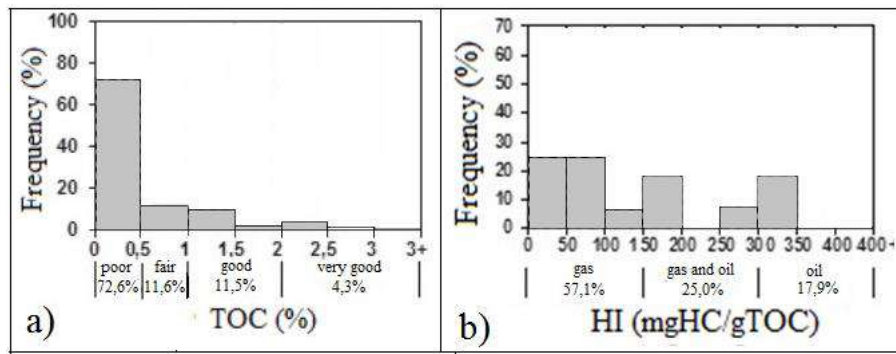 100
80
60
40
20
0
Frequency (%)
0 0,5 1 1,5 2 2,5 3 3+
poor fair good very good
72,6% 11,6% 11,5% 4,3%
a) TOC (%)
70
60
50
40
30
20
10
0
Frequency (%)
0 50 100 150 200 250 300 350 400 400+
gas gas and oil oil
57,1% 25,0% 17,9%
b) HI (mgHC/gTOC)